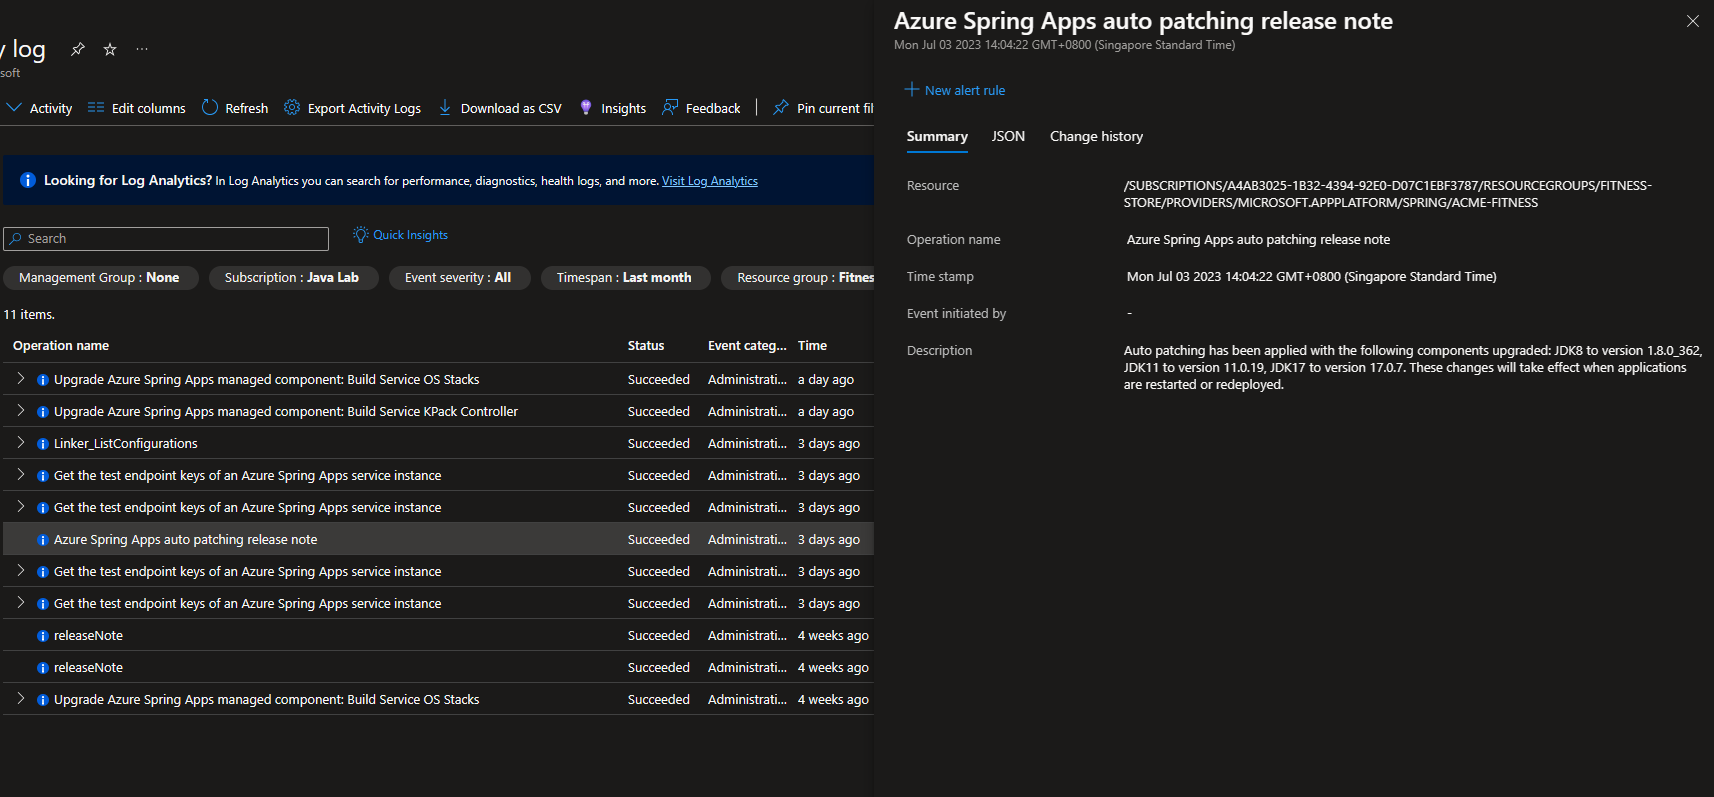 y log
soft
Activity
Edit columns
Refresh
Export Activity Logs
Download as CSV
Insights
Feedback
Pin current fil
Looking for Log Analytics? In Log Analytics you can search for performance, diagnostics, health logs, and more. Visit Log Analytics
Search
Quick Insights
Management Group : None
Subscription : Java Lab
Event severity : All
Timespan : Last month
Resource group : Fitnes
11 items.
Operation name Status Event categ... Time
Upgrade Azure Spring Apps managed component: Build Service OS Stacks Succeeded Administrati... a day ago
Upgrade Azure Spring Apps managed component: Build Service KPack Controller Succeeded Administrati... a day ago
Linker_ListConfigurations Succeeded Administrati... 3 days ago
Get the test endpoint keys of an Azure Spring Apps service instance Succeeded Administrati... 3 days ago
Get the test endpoint keys of an Azure Spring Apps service instance Succeeded Administrati... 3 days ago
Azure Spring Apps auto patching release note Succeeded Administrati... 3 days ago
Get the test endpoint keys of an Azure Spring Apps service instance Succeeded Administrati... 3 days ago
Get the test endpoint keys of an Azure Spring Apps service instance Succeeded Administrati... 3 days ago
releaseNote Succeeded Administrati... 4 weeks ago
releaseNote Succeeded Administrati... 4 weeks ago
Upgrade Azure Spring Apps managed component: Build Service OS Stacks Succeeded Administrati... 4 weeks ago
Azure Spring Apps auto patching release note
Mon Jul 03 2023 14:04:22 GMT+0800 (Singapore Standard Time)
New alert rule
Summary JSON Change history
Resource /SUBSCRIPTIONS/A4AB3025-1B32-4394-92E0-D07C1EBF3787/RESOURCEGROUPS/FITNESS-
STORE/PROVIDERS/MICROSOFT.APPPLATFORM/SPRING/ACME-FITNESS
Operation name Azure Spring Apps auto patching release note
Time stamp Mon Jul 03 2023 14:04:22 GMT+0800 (Singapore Standard Time)
Event initiated by -
Description Auto patching has been applied with the following components upgraded: JDK8 to version 1.8.0_362,
JDK11 to version 11.0.19, JDK17 to version 17.0.7. These changes will take effect when applications
are restarted or redeployed.